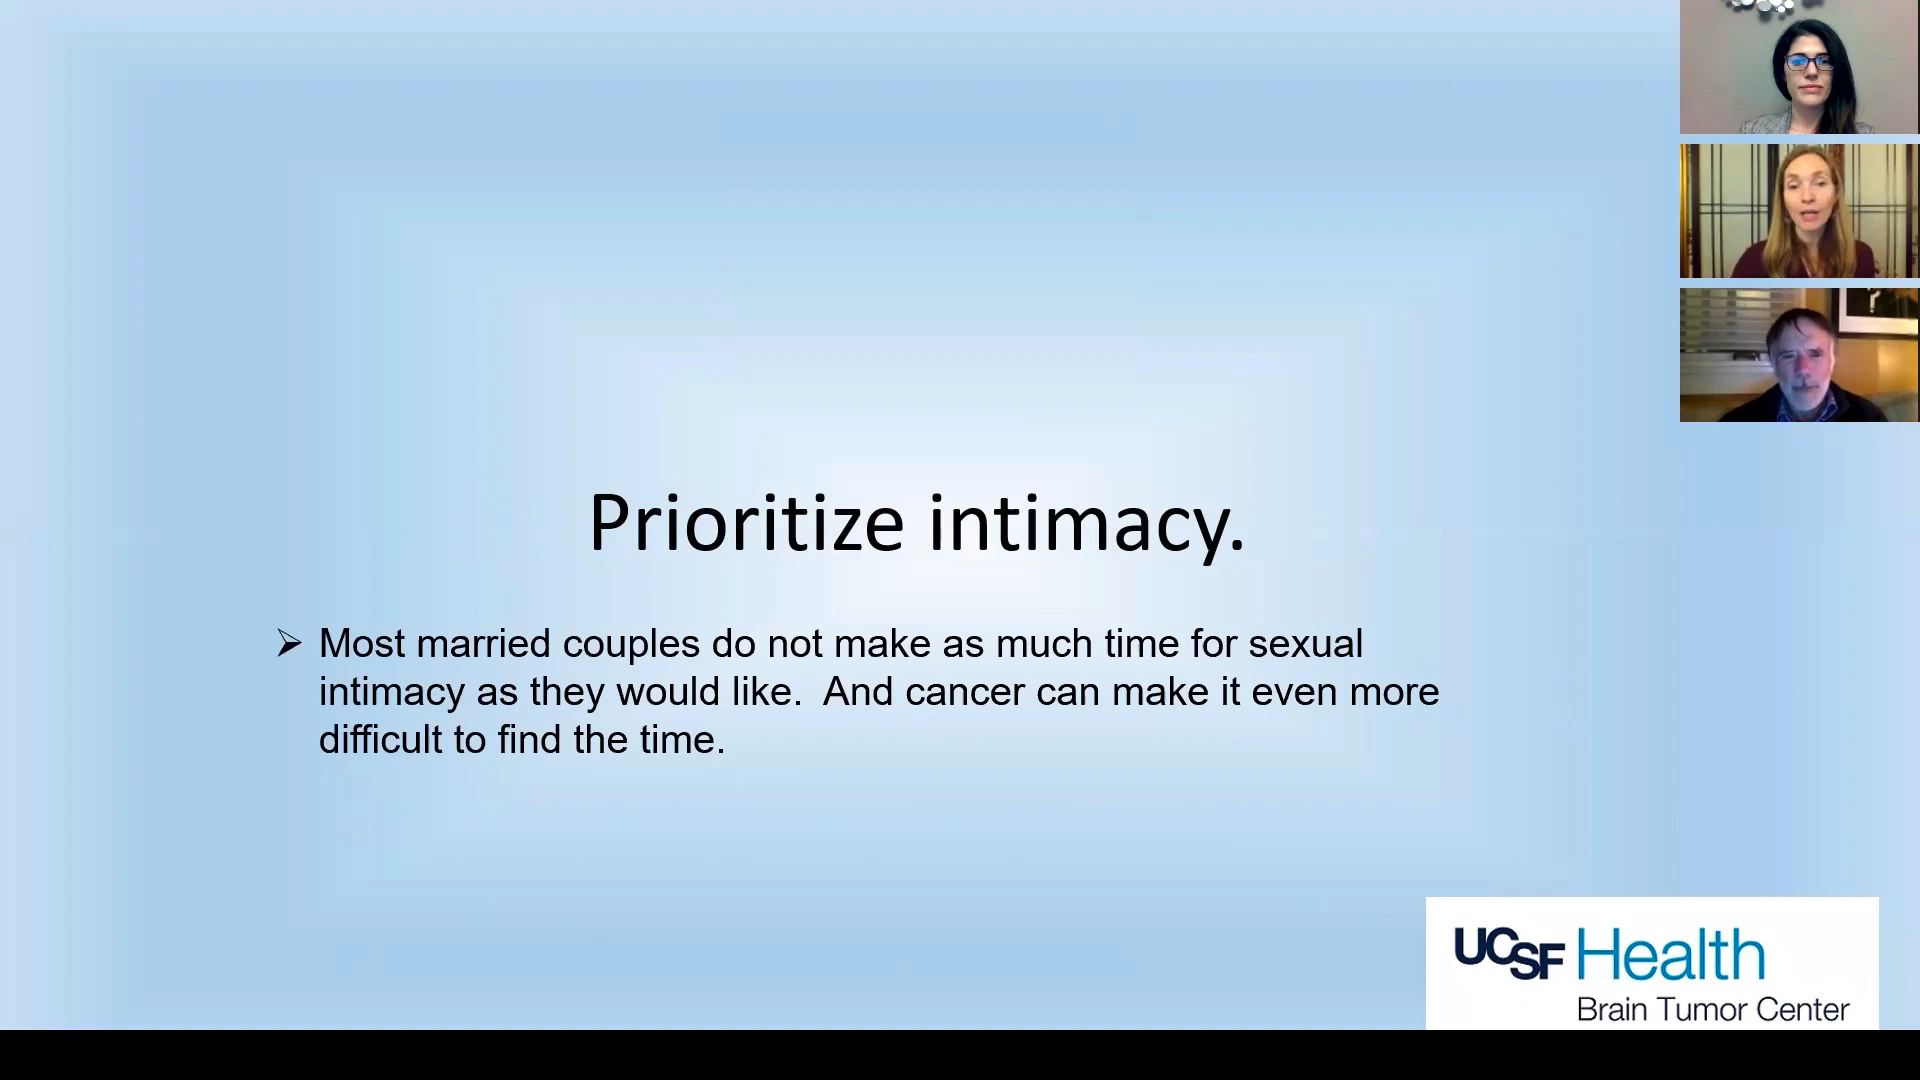 Prioritize intimacy.
➢ Most married couples do not make as much time for sexual
intimacy as they would like.  And cancer can make it even more
difficult to find the time.
UCSF Health
Brain Tumor Center